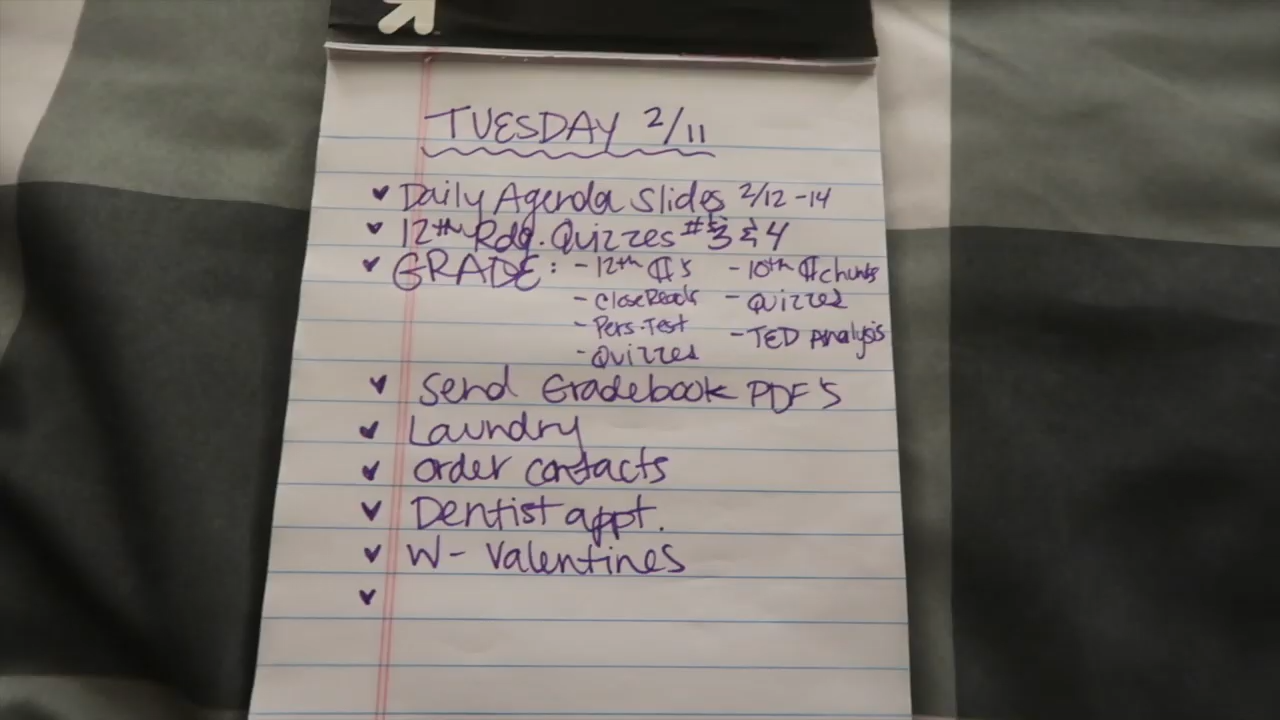 TUESDAY 2/11
Daily Agenda Slides 2/12-14
12th Rdg. Quizzes #'s 3 & 4
GRADE: - 12th ¶'s - 10th ¶chunks
- CloseReads - Quizzes
- Pers. Test - TED Analysis
- Quizzes
Send Gradebook PDF's
Laundry
order contacts
Dentist appt.
W- Valentines